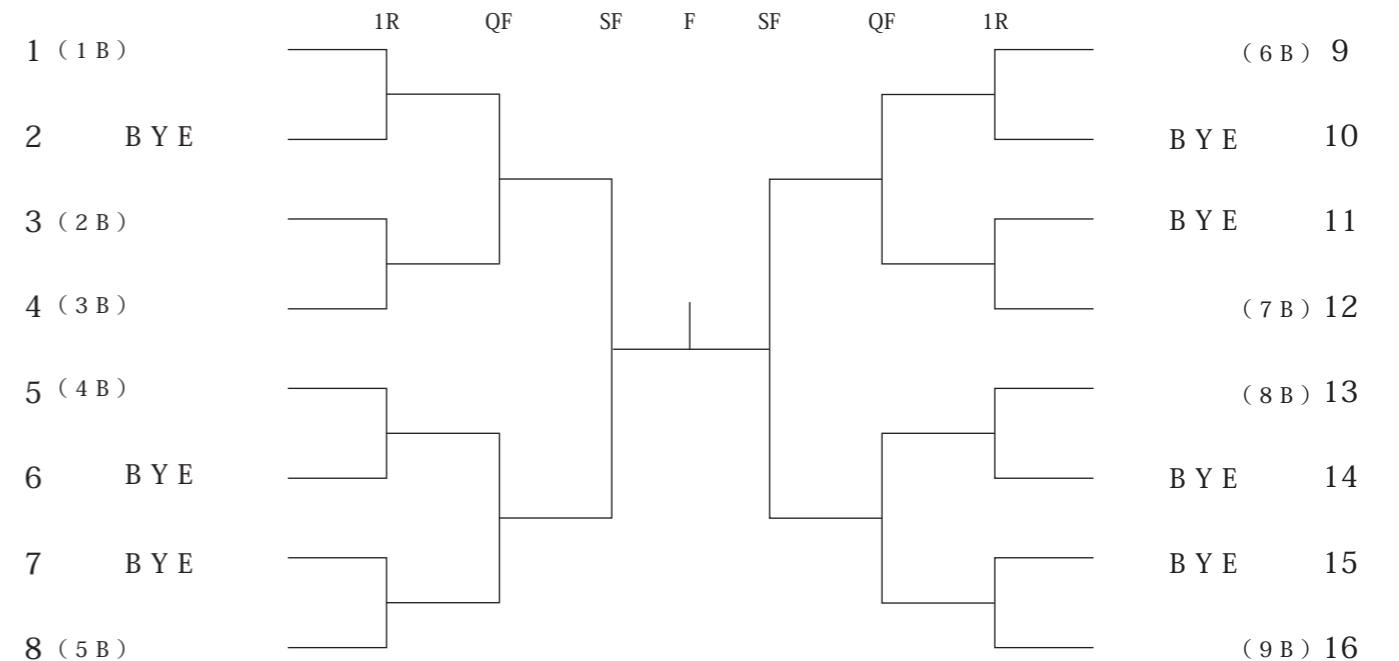 1R QF SF F SF QF 1R
1 （1B） （6B） 9
2 BYE BYE 10
3 （2B） BYE 11
4 （3B） （7B） 12
5 （4B） （8B） 13
6 BYE BYE 14
7 BYE BYE 15
8 （5B） （9B） 16